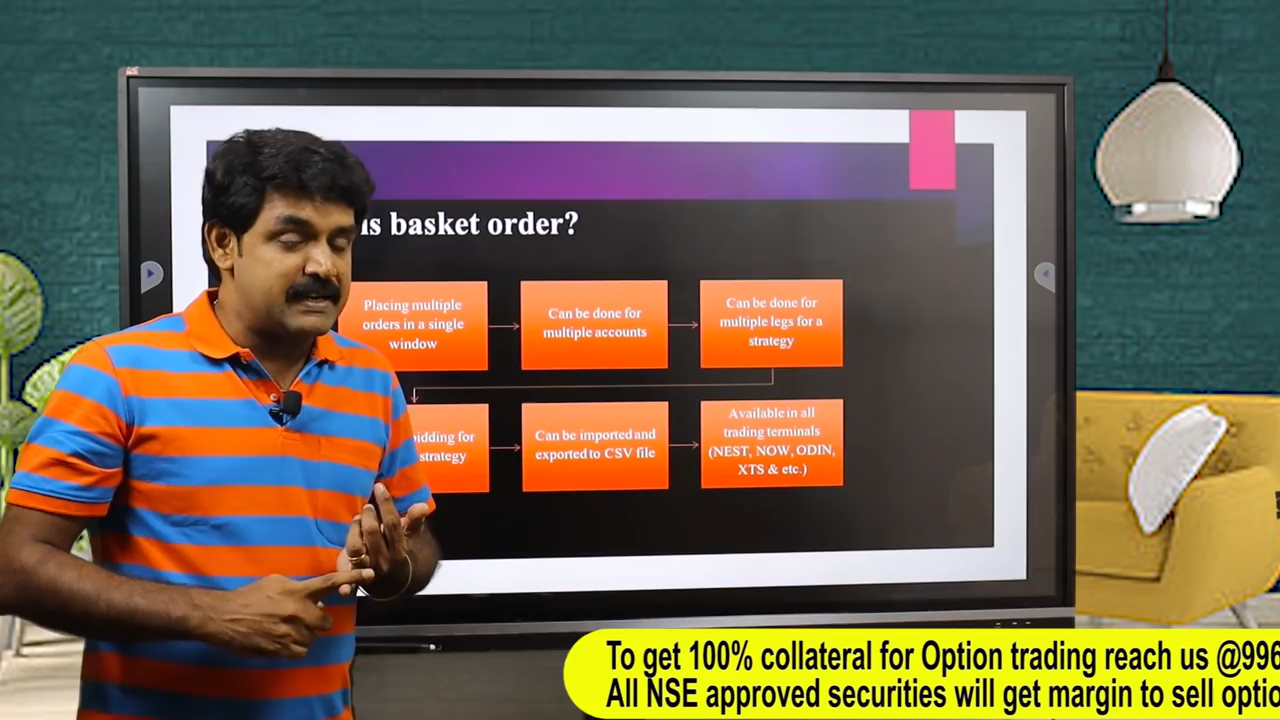 is basket order?
Placing multiple
orders in a single
window
Can be done for
multiple accounts
Can be done for
multiple legs for a
strategy
bidding for
strategy
Can be imported and
exported to CSV file
Available in all
trading terminals
(NEST, NOW, ODIN,
XTS & etc.)
To get 100% collateral for Option trading reach us @996
All NSE approved securities will get margin to sell optio